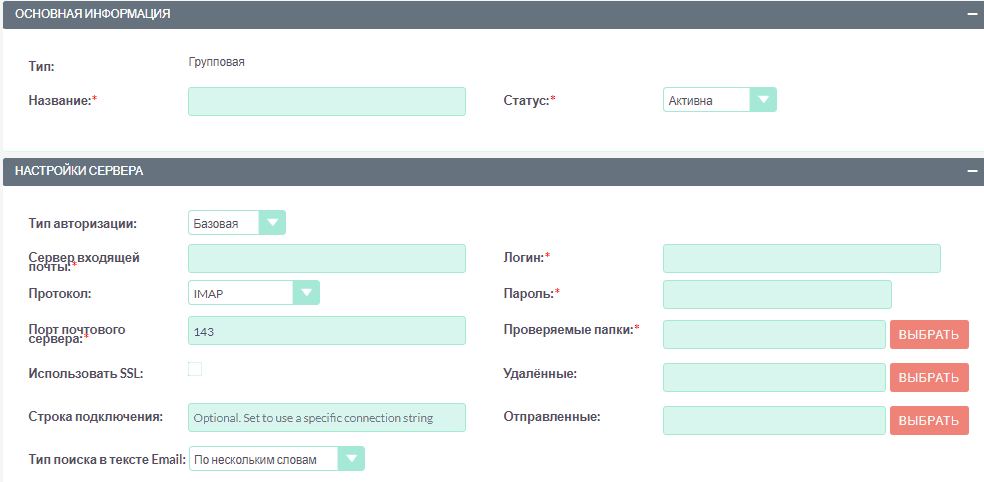 ОСНОВНАЯ ИНФОРМАЦИЯ
Тип: Групповая
Название:* Статус:* Активна
НАСТРОЙКИ СЕРВЕРА
Тип авторизации: Базовая
Сервер входящей
почты:* Логин:*
Протокол: IMAP Пароль:*
Порт почтового
сервера:* 143 Проверяемые папки:* ВЫБРАТЬ
Использовать SSL: Удалённые: ВЫБРАТЬ
Строка подключения: Optional. Set to use a specific connection string Отправленные: ВЫБРАТЬ
Тип поиска в тексте Email: По нескольким словам